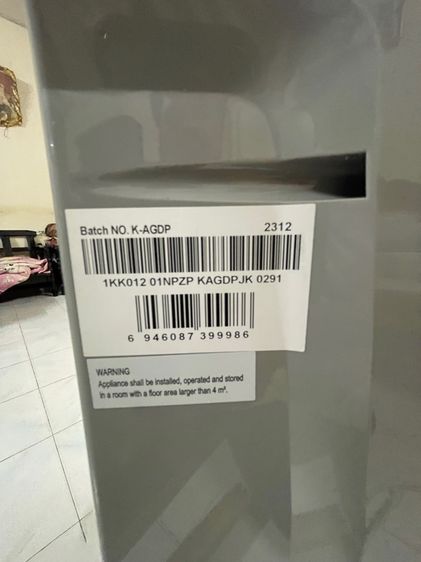 Batch NO. K-AGDP 2312
1KK012 01NPZP KAGDPJK 0291
6 946087 399986
WARNING
Appliance shall be installed, operated and stored
in a room with a floor area larger than 4 m².